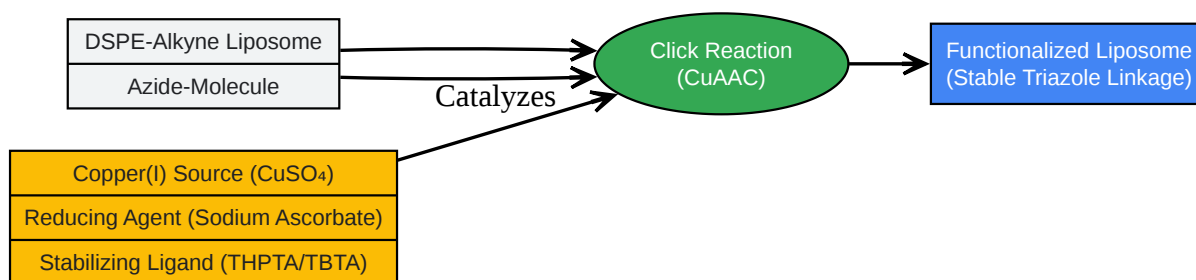 DSPE-Alkyne Liposome
Azide-Molecule
Catalyzes
Click Reaction
(CuAAC)
Functionalized Liposome
(Stable Triazole Linkage)
Copper(I) Source (CuSO₄)
Reducing Agent (Sodium Ascorbate)
Stabilizing Ligand (THPTA/TBTA)